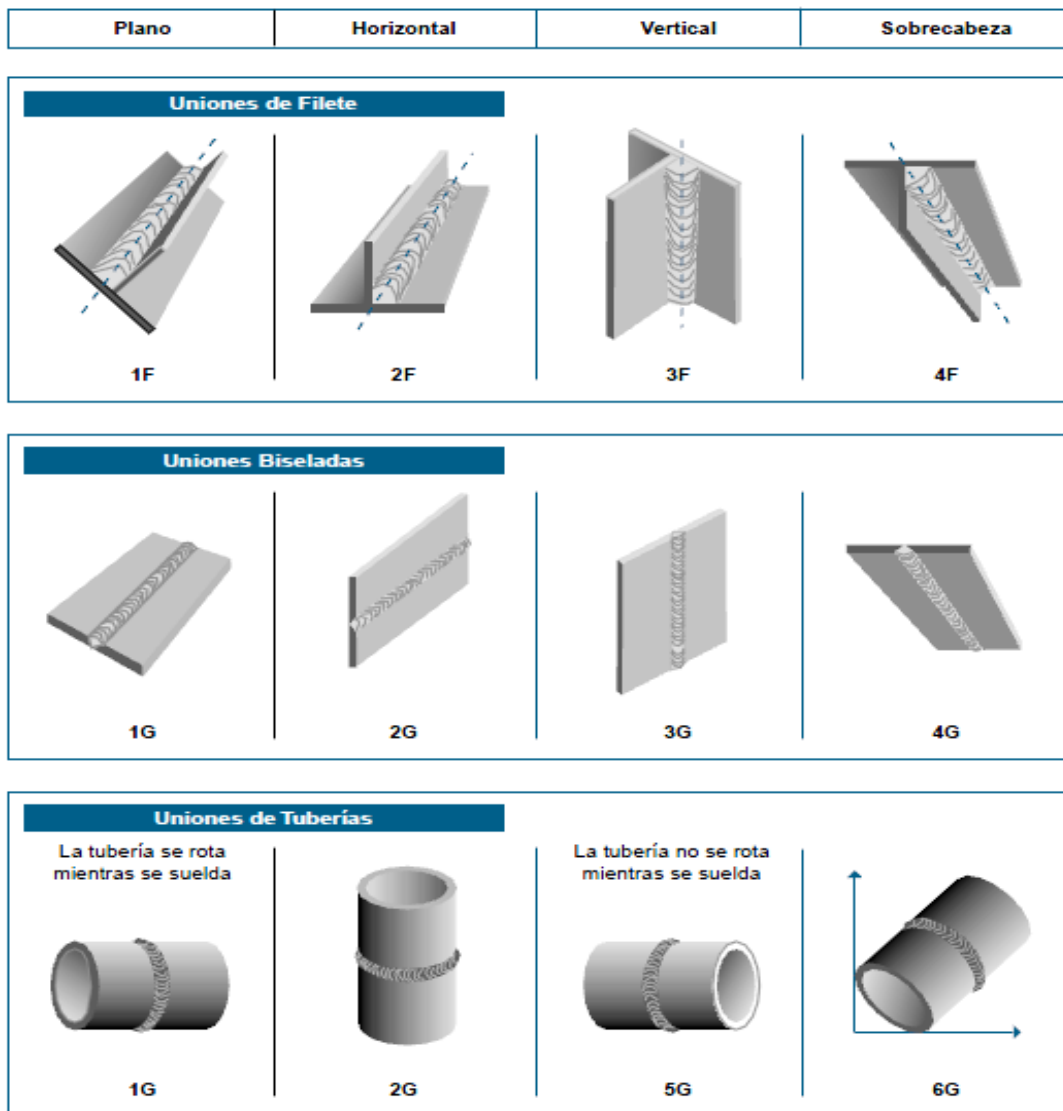 Plano Horizontal Vertical Sobrecabeza
Uniones de Filete
1F 2F 3F 4F
Uniones Biseladas
1G 2G 3G 4G
Uniones de Tuberías
La tubería se rota
mientras se suelda
La tubería no se rota
mientras se suelda
1G 2G 5G 6G